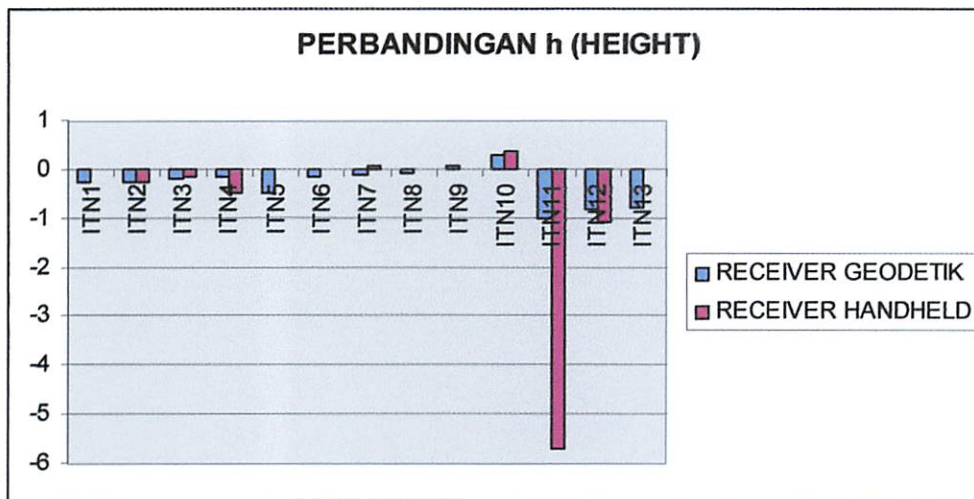 PERBANDINGAN h (HEIGHT)
1
0
-1
-2
-3
-4
-5
-6
ITN1
ITN2
ITN3
ITN4
ITN5
ITN6
ITN7
ITN8
ITN9
ITN10
ITN11
ITN12
ITN13
RECEIVER GEODETIK
RECEIVER HANDHELD